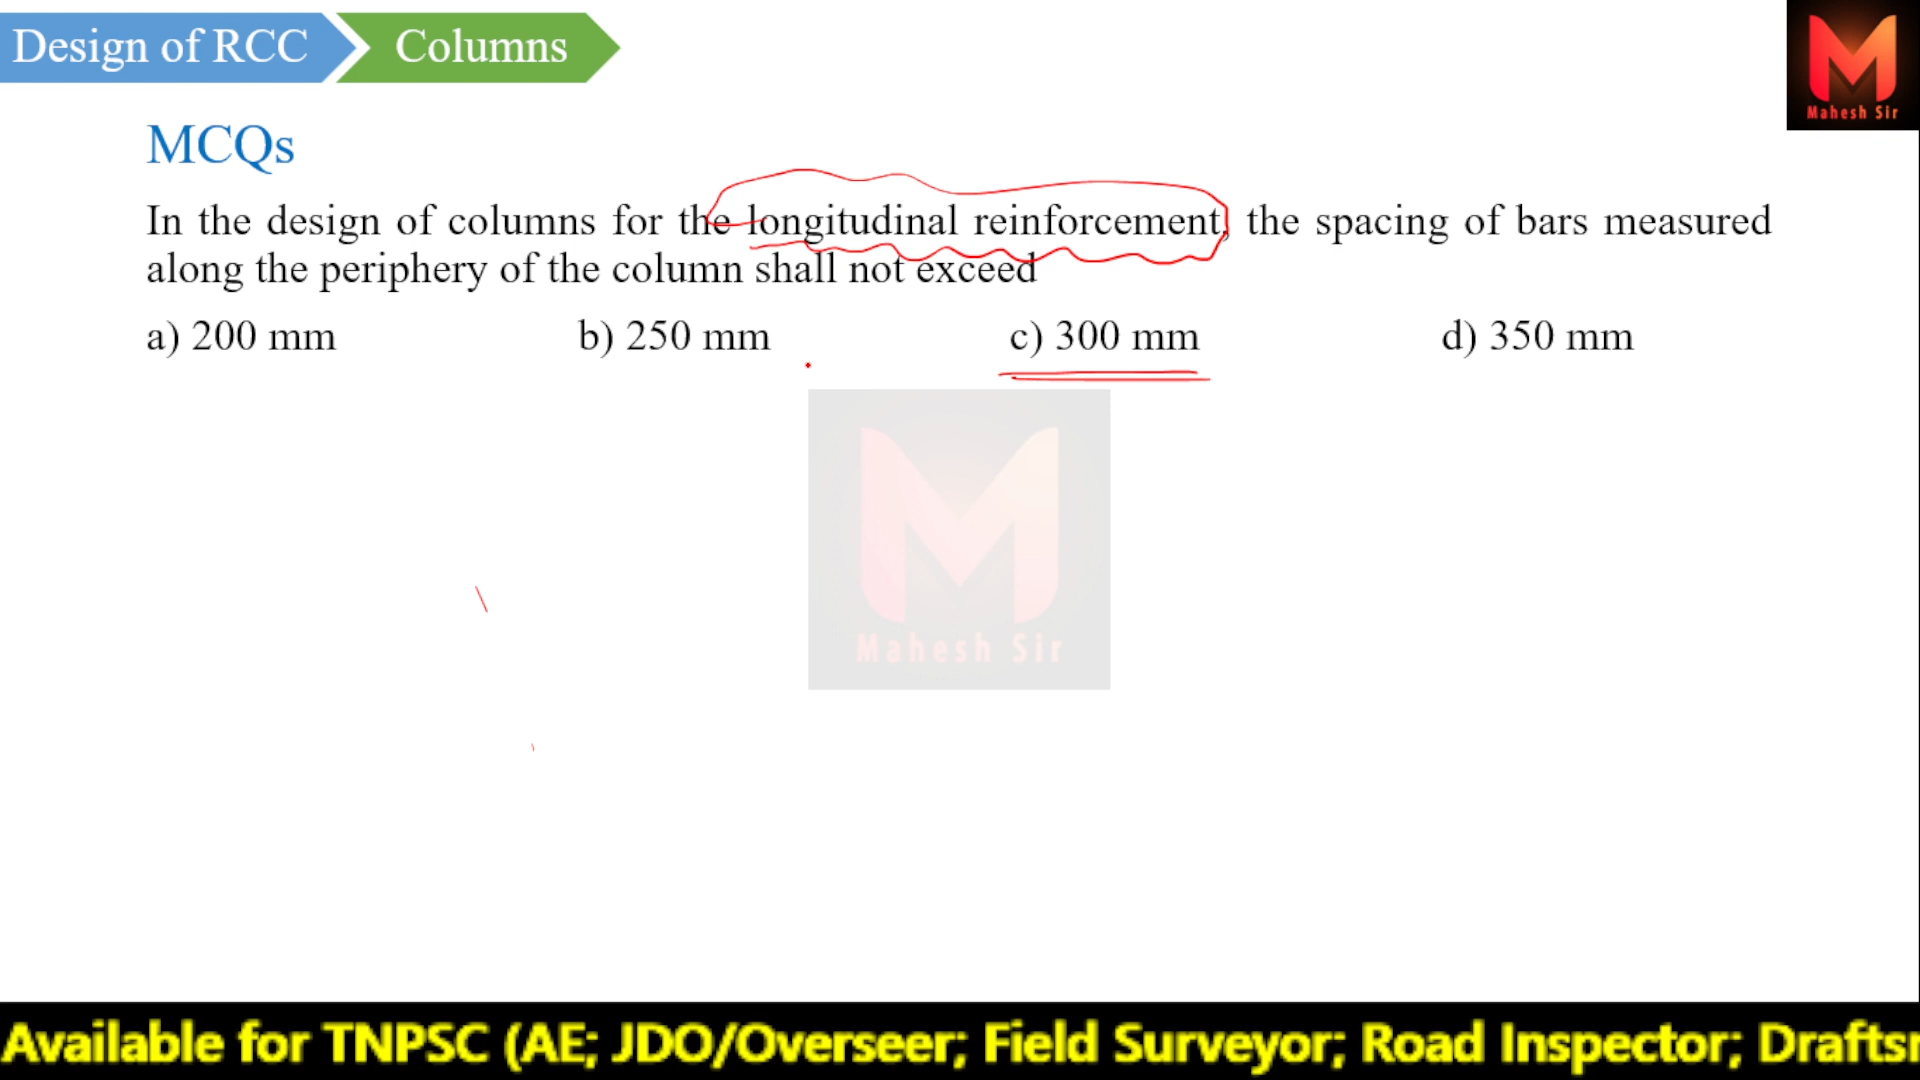 Design of RCC Columns
Mahesh Sir
MCQs
In the design of columns for the longitudinal reinforcement, the spacing of bars measured
along the periphery of the column shall not exceed
a) 200 mm b) 250 mm c) 300 mm d) 350 mm
Mahesh Sir
Available for TNPSC (AE; JDO/Overseer; Field Surveyor; Road Inspector; Drafts